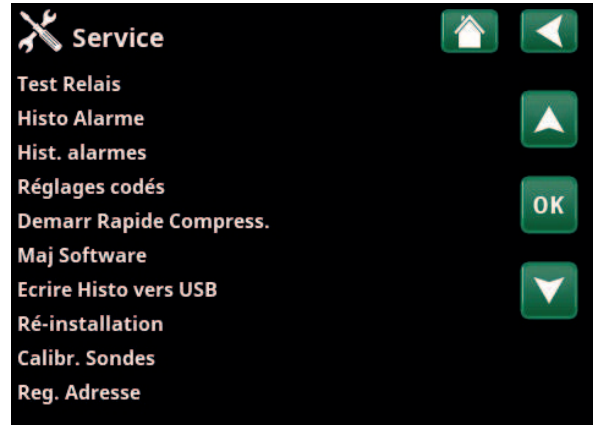 Service
Test Relais
Histo Alarme
Hist. alarmes
Réglages codés
OK
Demarr Rapide Compress.
Maj Software
Ecrire Histo vers USB
Ré-installation
Calibr. Sondes
Reg. Adresse